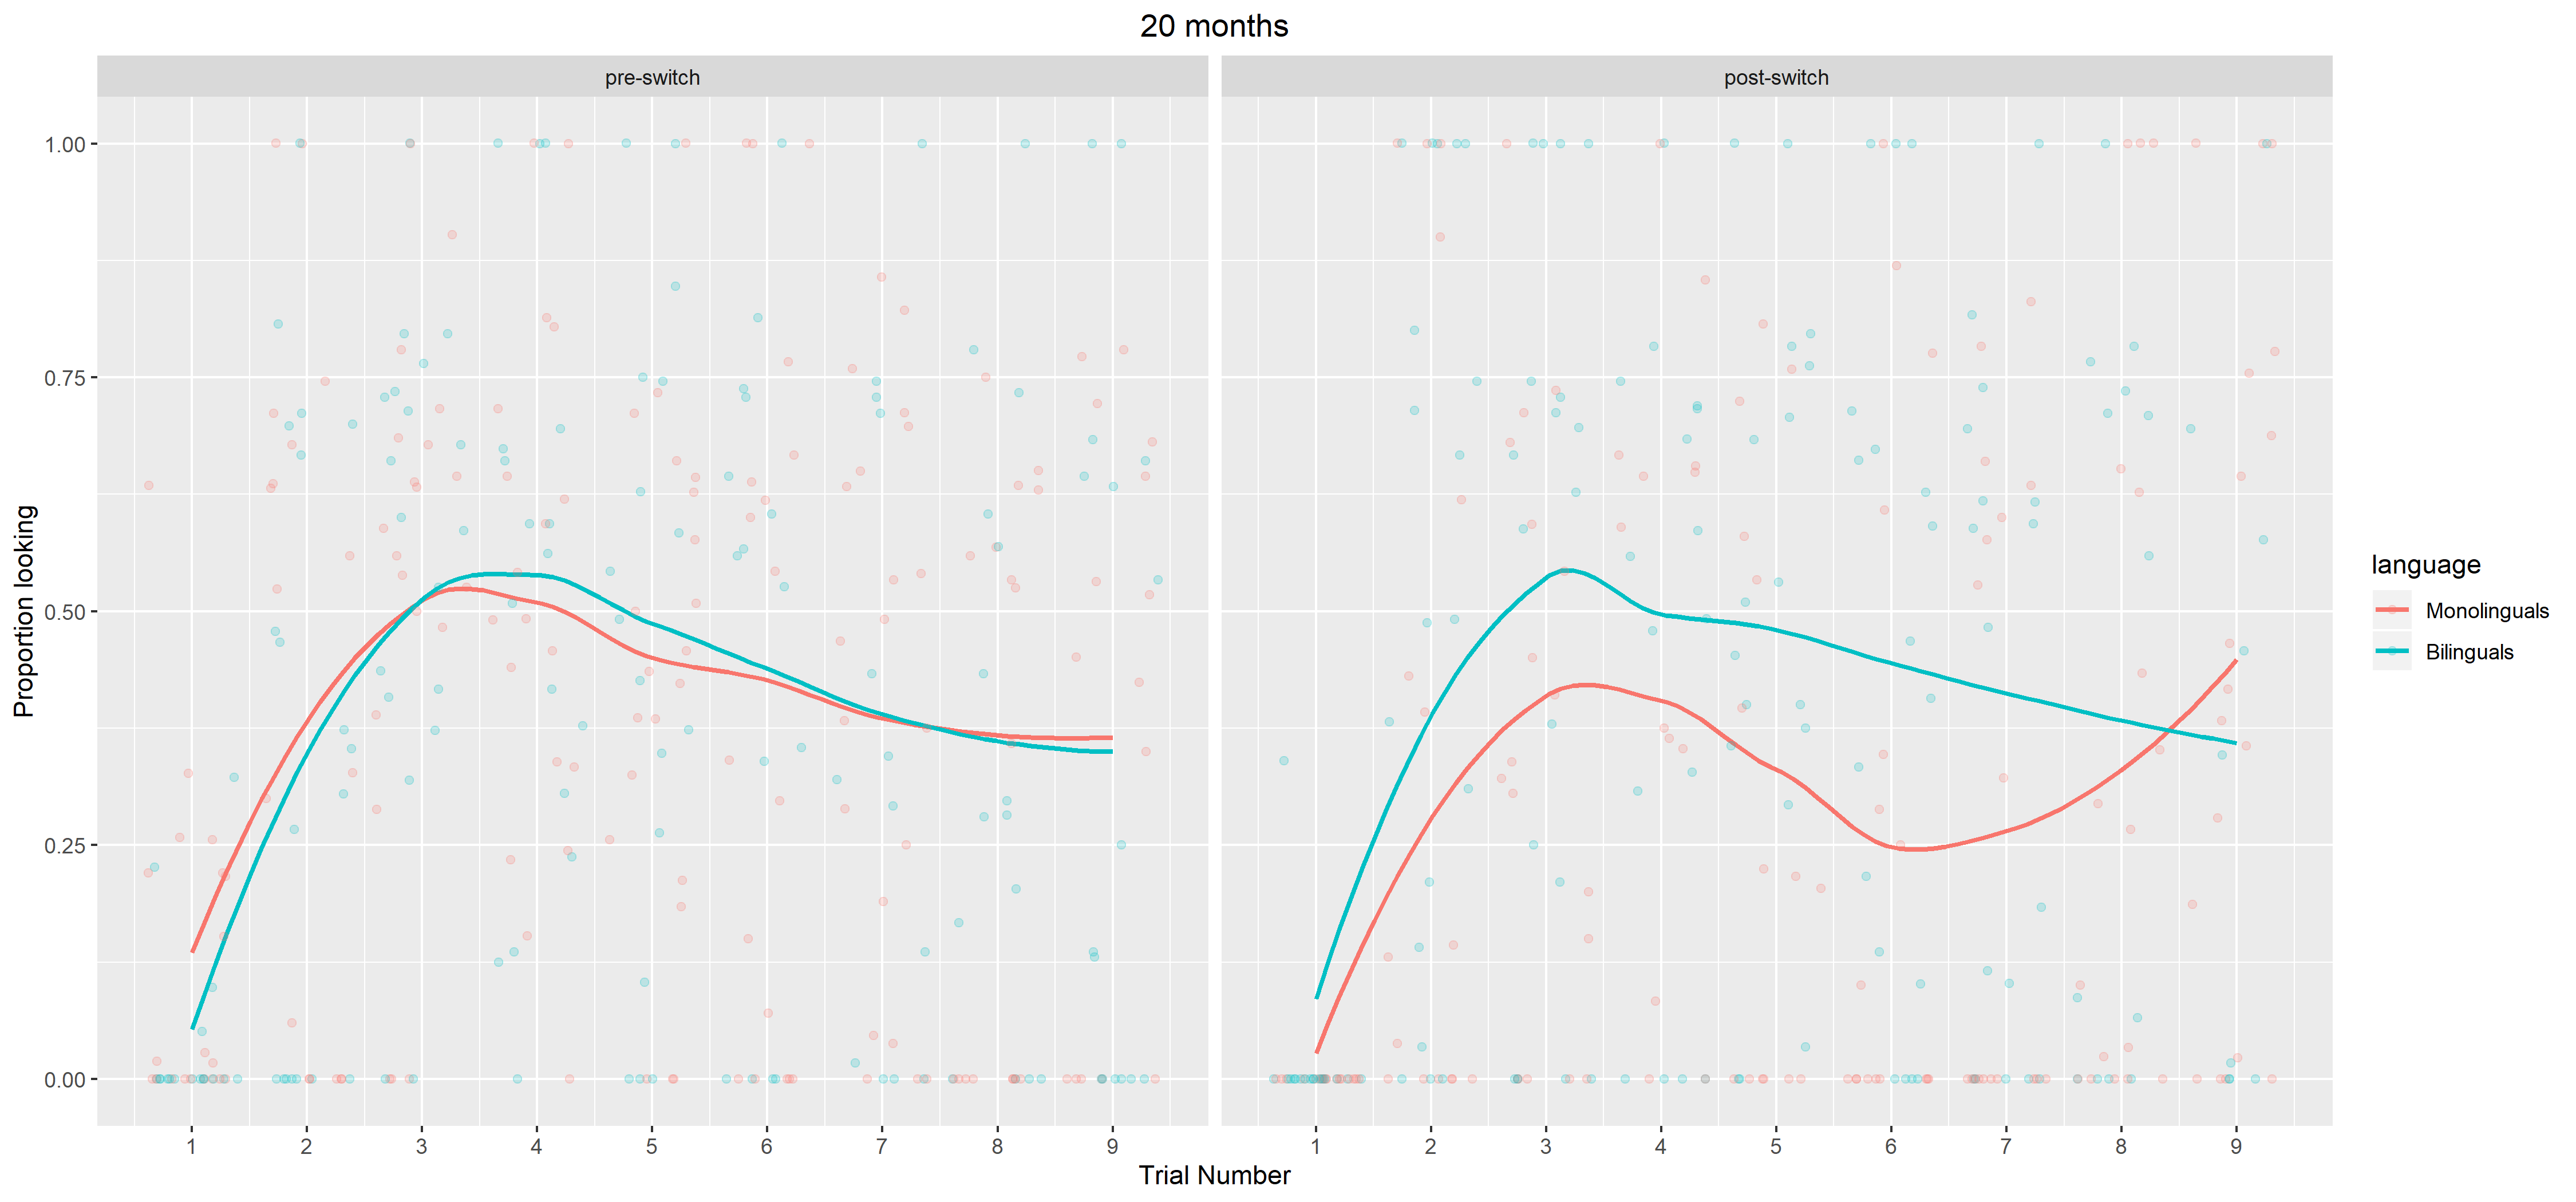 20 months
pre-switch
post-switch
Proportion looking
1.00
0.75
0.50
0.25
0.00
1 2 3 4 5 6 7 8 9
1 2 3 4 5 6 7 8 9
Trial Number
language
Monolinguals
Bilinguals